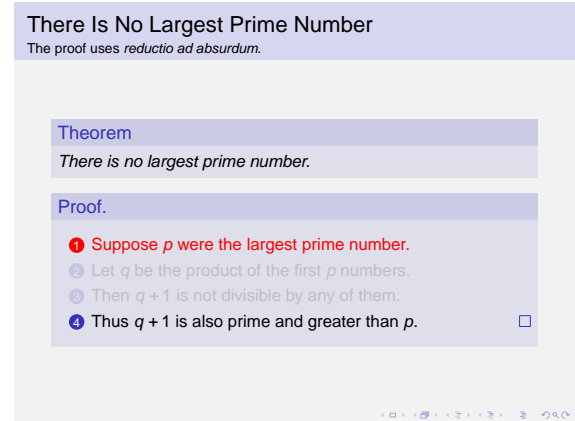 There Is No Largest Prime Number
The proof uses reductio ad absurdum.
Theorem
There is no largest prime number.
Proof.
1 Suppose p were the largest prime number.
2 Let q be the product of the first p numbers.
3 Then q + 1 is not divisible by any of them.
4 Thus q + 1 is also prime and greater than p.